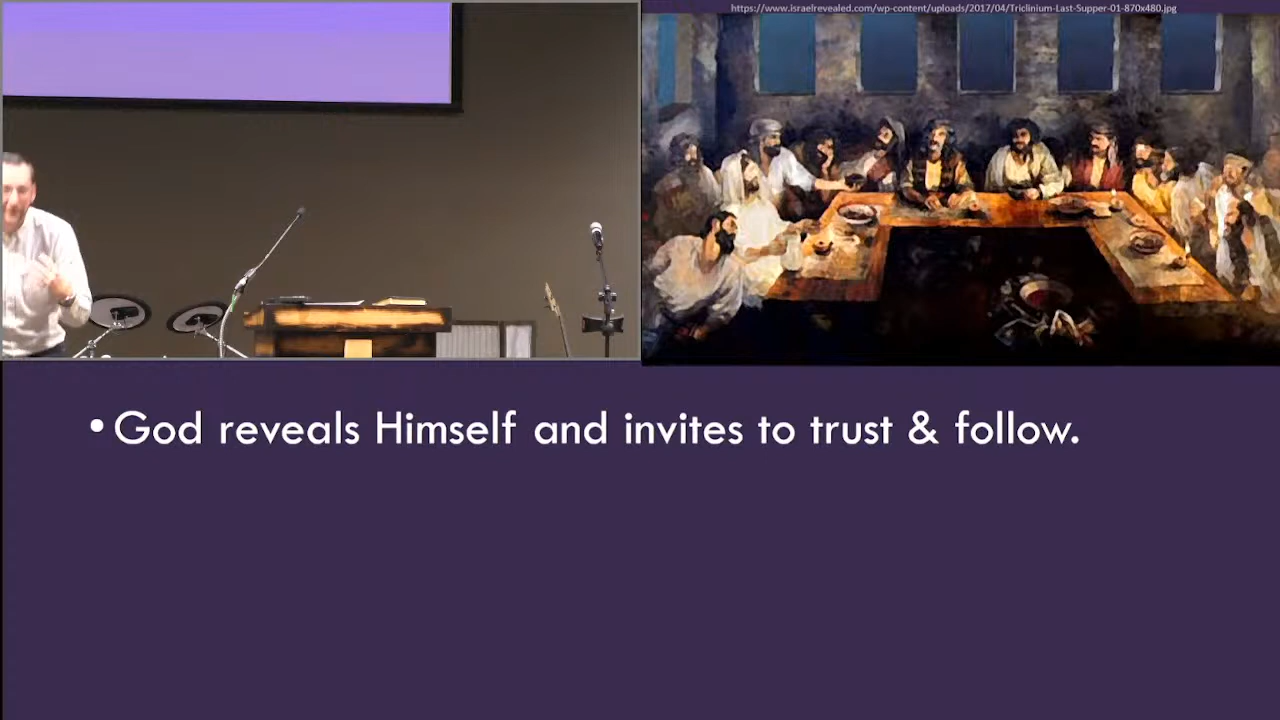 https://www.israelrevealed.com/wp-content/uploads/2017/04/Triclinium-Last-Supper-01-870x480.jpg
• God reveals Himself and invites to trust & follow.